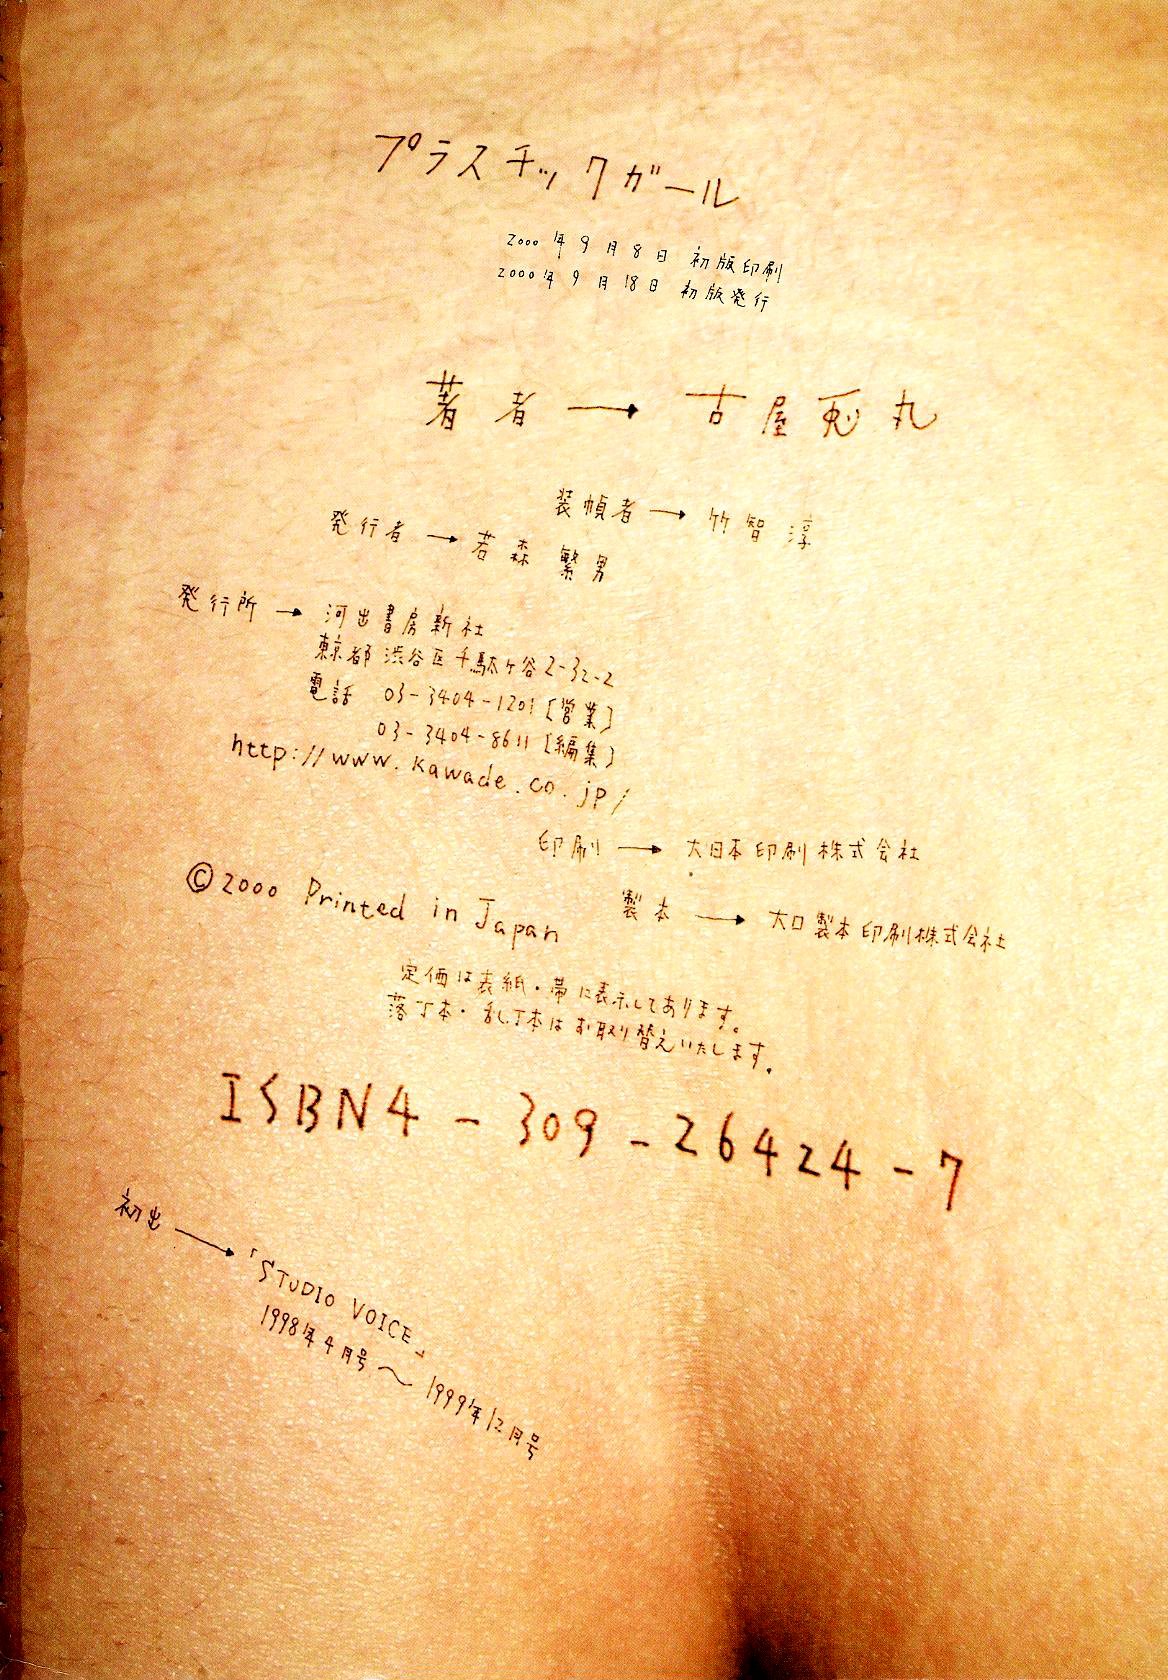 プラスチックガール
2000年9月8日 初版印刷
2000年9月18日 初版発行
著者→古屋兎丸
装幀者→竹智淳
発行者→若森繁男
発行所→河出書房新社
東京都渋谷区千駄ヶ谷2-32-2
電話 03-3404-1201[営業]
03-3404-8611[編集]
http://www.kawade.co.jp/
印刷→大日本印刷株式会社
©2000 Printed in Japan
製本→大口製本印刷株式会社
定価は表紙・帯に表示してあります。
落丁本・乱丁本はお取り替えいたします。
ISBN4-309-26424-7
初出→「STUDIO VOICE」
1998年4月号〜1999年12月号